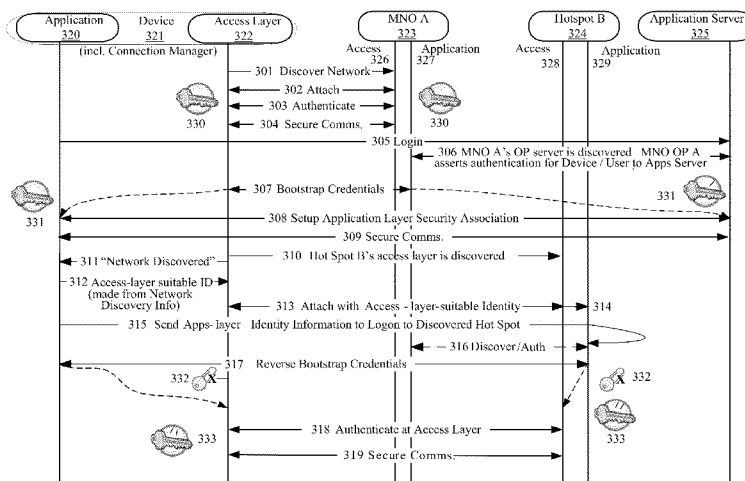 Application 320
Device 321
Access Layer 322
MNO A 323
Hotspot B 324
Application Server 325
(incl. Connection Manager)
Access 326
Application 327
Access 328
Application 329
301 Discover Network
302 Attach
303 Authenticate
330
330
304 Secure Comms.
305 Login
306 MNO A's OP server is discovered MNO OP A
asserts authentication for Device / User to Apps Server
307 Bootstrap Credentials
331
331
308 Setup Application Layer Security Association
309 Secure Comms.
310 Hot Spot B's access layer is discovered
311 "Network Discovered"
312 Access-layer suitable ID
(made from Network
Discovery Info)
313 Attach with Access - layer-suitable Identity
314
315 Send Apps-layer Identity Information to Logon to Discovered Hot Spot
316 Discover/Auth
317 Reverse Bootstrap Credentials
332 X
X 332
318 Authenticate at Access Layer
333
333
319 Secure Comms.